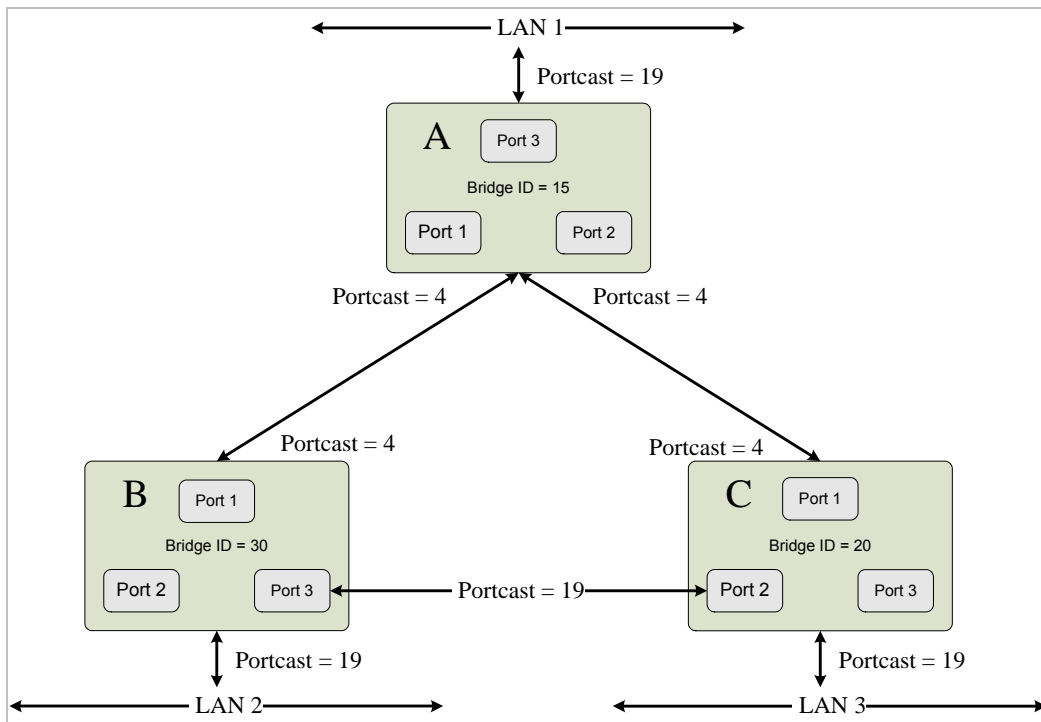 LAN 1
Portcast = 19
A
Port 3
Bridge ID = 15
Port 1
Port 2
Portcast = 4
Portcast = 4
Portcast = 4
Portcast = 4
B
Port 1
Bridge ID = 30
Port 2
Port 3
C
Port 1
Bridge ID = 20
Port 2
Port 3
Portcast = 19
Portcast = 19
Portcast = 19
LAN 2
LAN 3